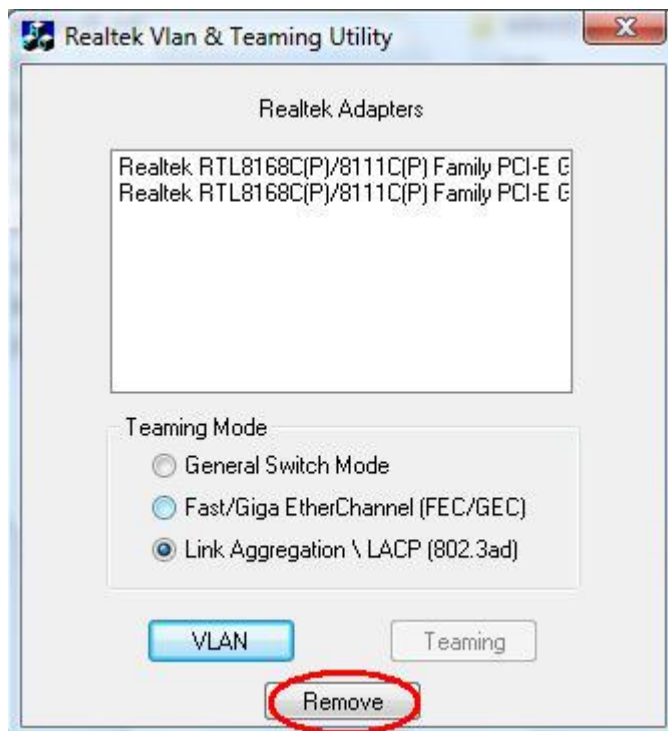 Realtek Vlan & Teaming Utility
Realtek Adapters
Realtek RTL8168C(P)/8111C(P) Family PCI-E G
Realtek RTL8168C(P)/8111C(P) Family PCI-E G
Teaming Mode
General Switch Mode
Fast/Giga EtherChannel (FEC/GEC)
Link Aggregation \ LACP (802.3ad)
VLAN
Teaming
Remove